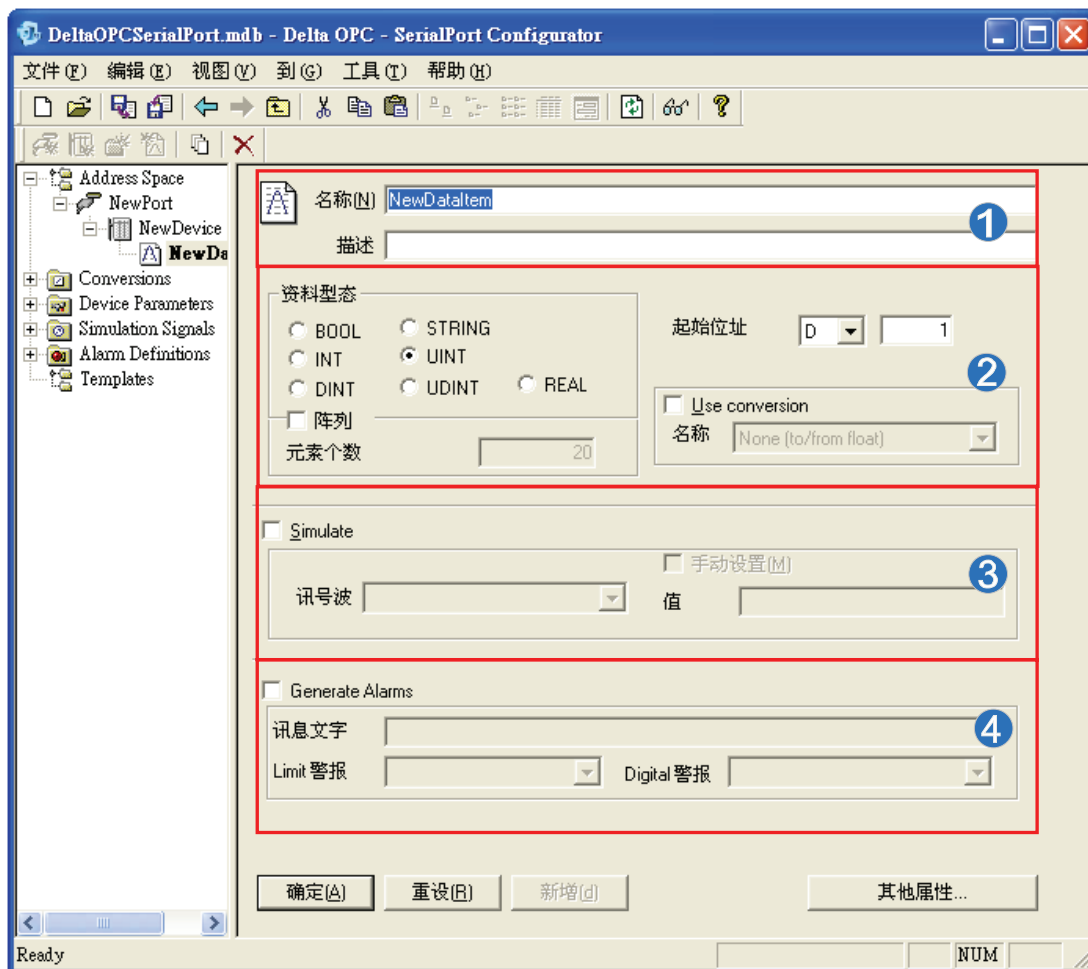 DeltaOPCSerialPort.mdb - Delta OPC - SerialPort Configurator
文件(F) 编辑(E) 视图(V) 到(G) 工具(T) 帮助(H)
Address Space
NewPort
NewDevice
NewDa
Conversions
Device Parameters
Simulation Signals
Alarm Definitions
Templates
名称(N) NewDataItem
1
描述
资料型态
BOOL STRING
INT UINT
DINT UDINT REAL
起始位址 D 1
2
阵列
元素个数 20
Use conversion
名称 None (to/from float)
Simulate
手动设置(M)
3
讯号波 值
Generate Alarms
讯息文字
4
Limit 警报 Digital 警报
确定(A) 重设(R) 新增(d) 其他属性...
Ready NUM